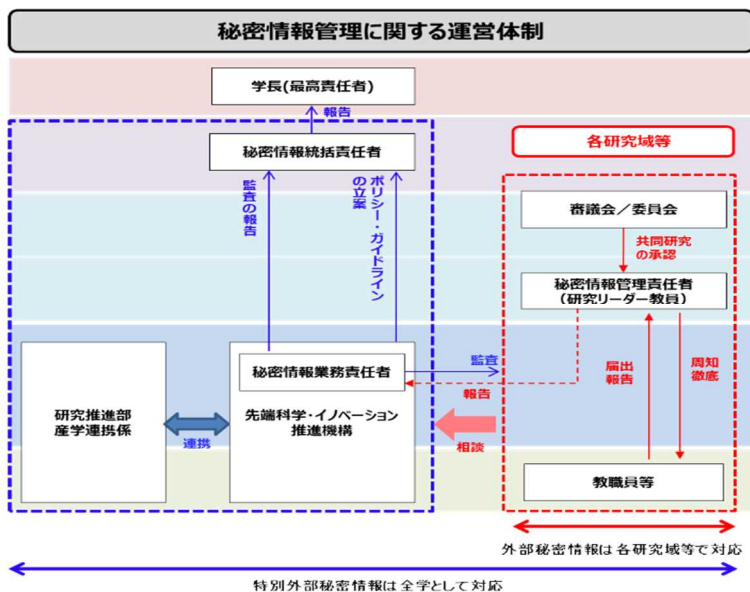 秘密情報管理に関する運営体制
学長(最高責任者)
報告
秘密情報統括責任者
監査の報告
ポリシー・ガイドライン
の立案
各研究域等
審議会／委員会
共同研究
の承認
秘密情報管理責任者
（研究リーダー教員）
秘密情報業務責任者
監査
報告
届出
報告
周知
徹底
研究推進部
産学連携係
連携
先端科学・イノベーション
推進機構
相談
教職員等
外部秘密情報は各研究域等で対応
特別外部秘密情報は全学として対応